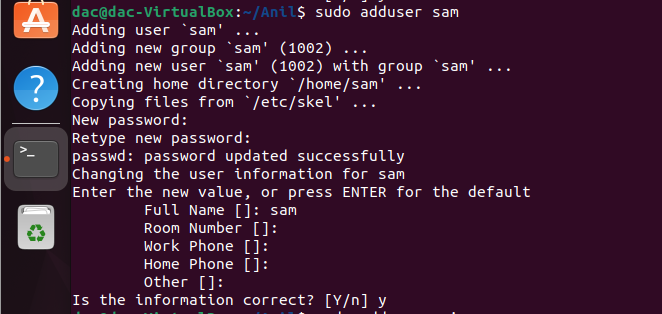 dac@dac-VirtualBox:~/Anil$ sudo adduser sam
Adding user `sam' ...
Adding new group `sam' (1002) ...
Adding new user `sam' (1002) with group `sam' ...
Creating home directory `/home/sam' ...
Copying files from `/etc/skel' ...
New password:
Retype new password:
passwd: password updated successfully
Changing the user information for sam
Enter the new value, or press ENTER for the default
Full Name []: sam
Room Number []:
Work Phone []:
Home Phone []:
Other []:
Is the information correct? [Y/n] y